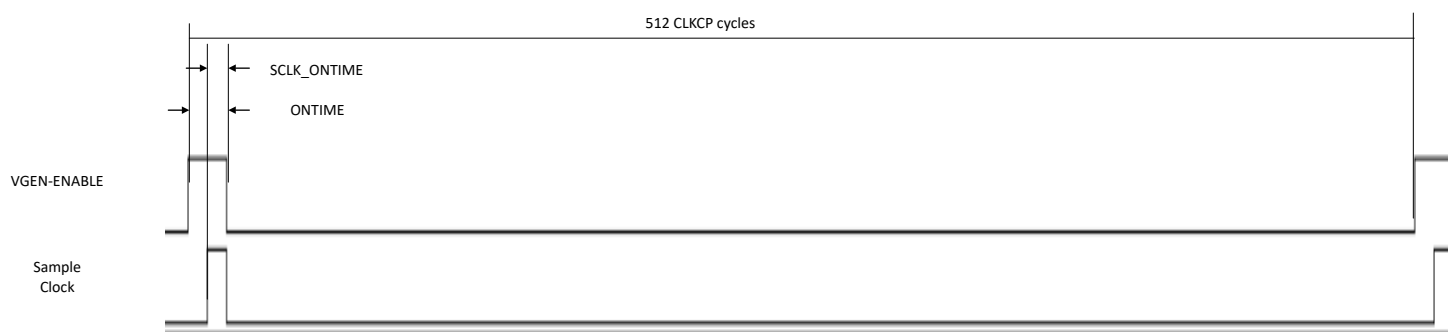 512 CLKCP cycles
SCLK_ONTIME
ONTIME
VGEN-ENABLE
Sample
Clock